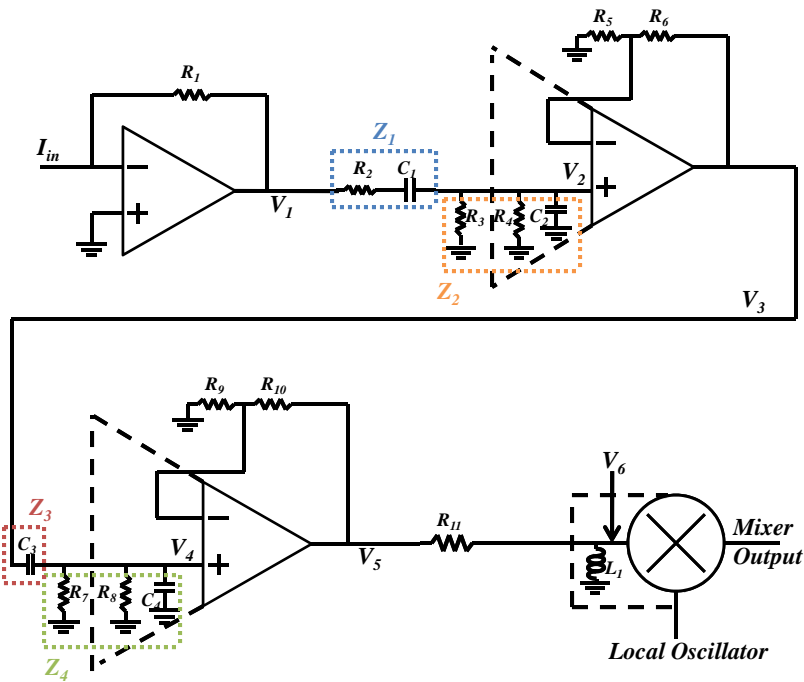 R5 R6
R1
Iin
Z1
R2 C1
V1
V2
R3 R4 C2
Z2
V3
R9 R10
V6
Z3
C3
R11
V4
V5
Mixer
Output
L1
R7 R8 C4
Z4
Local Oscillator